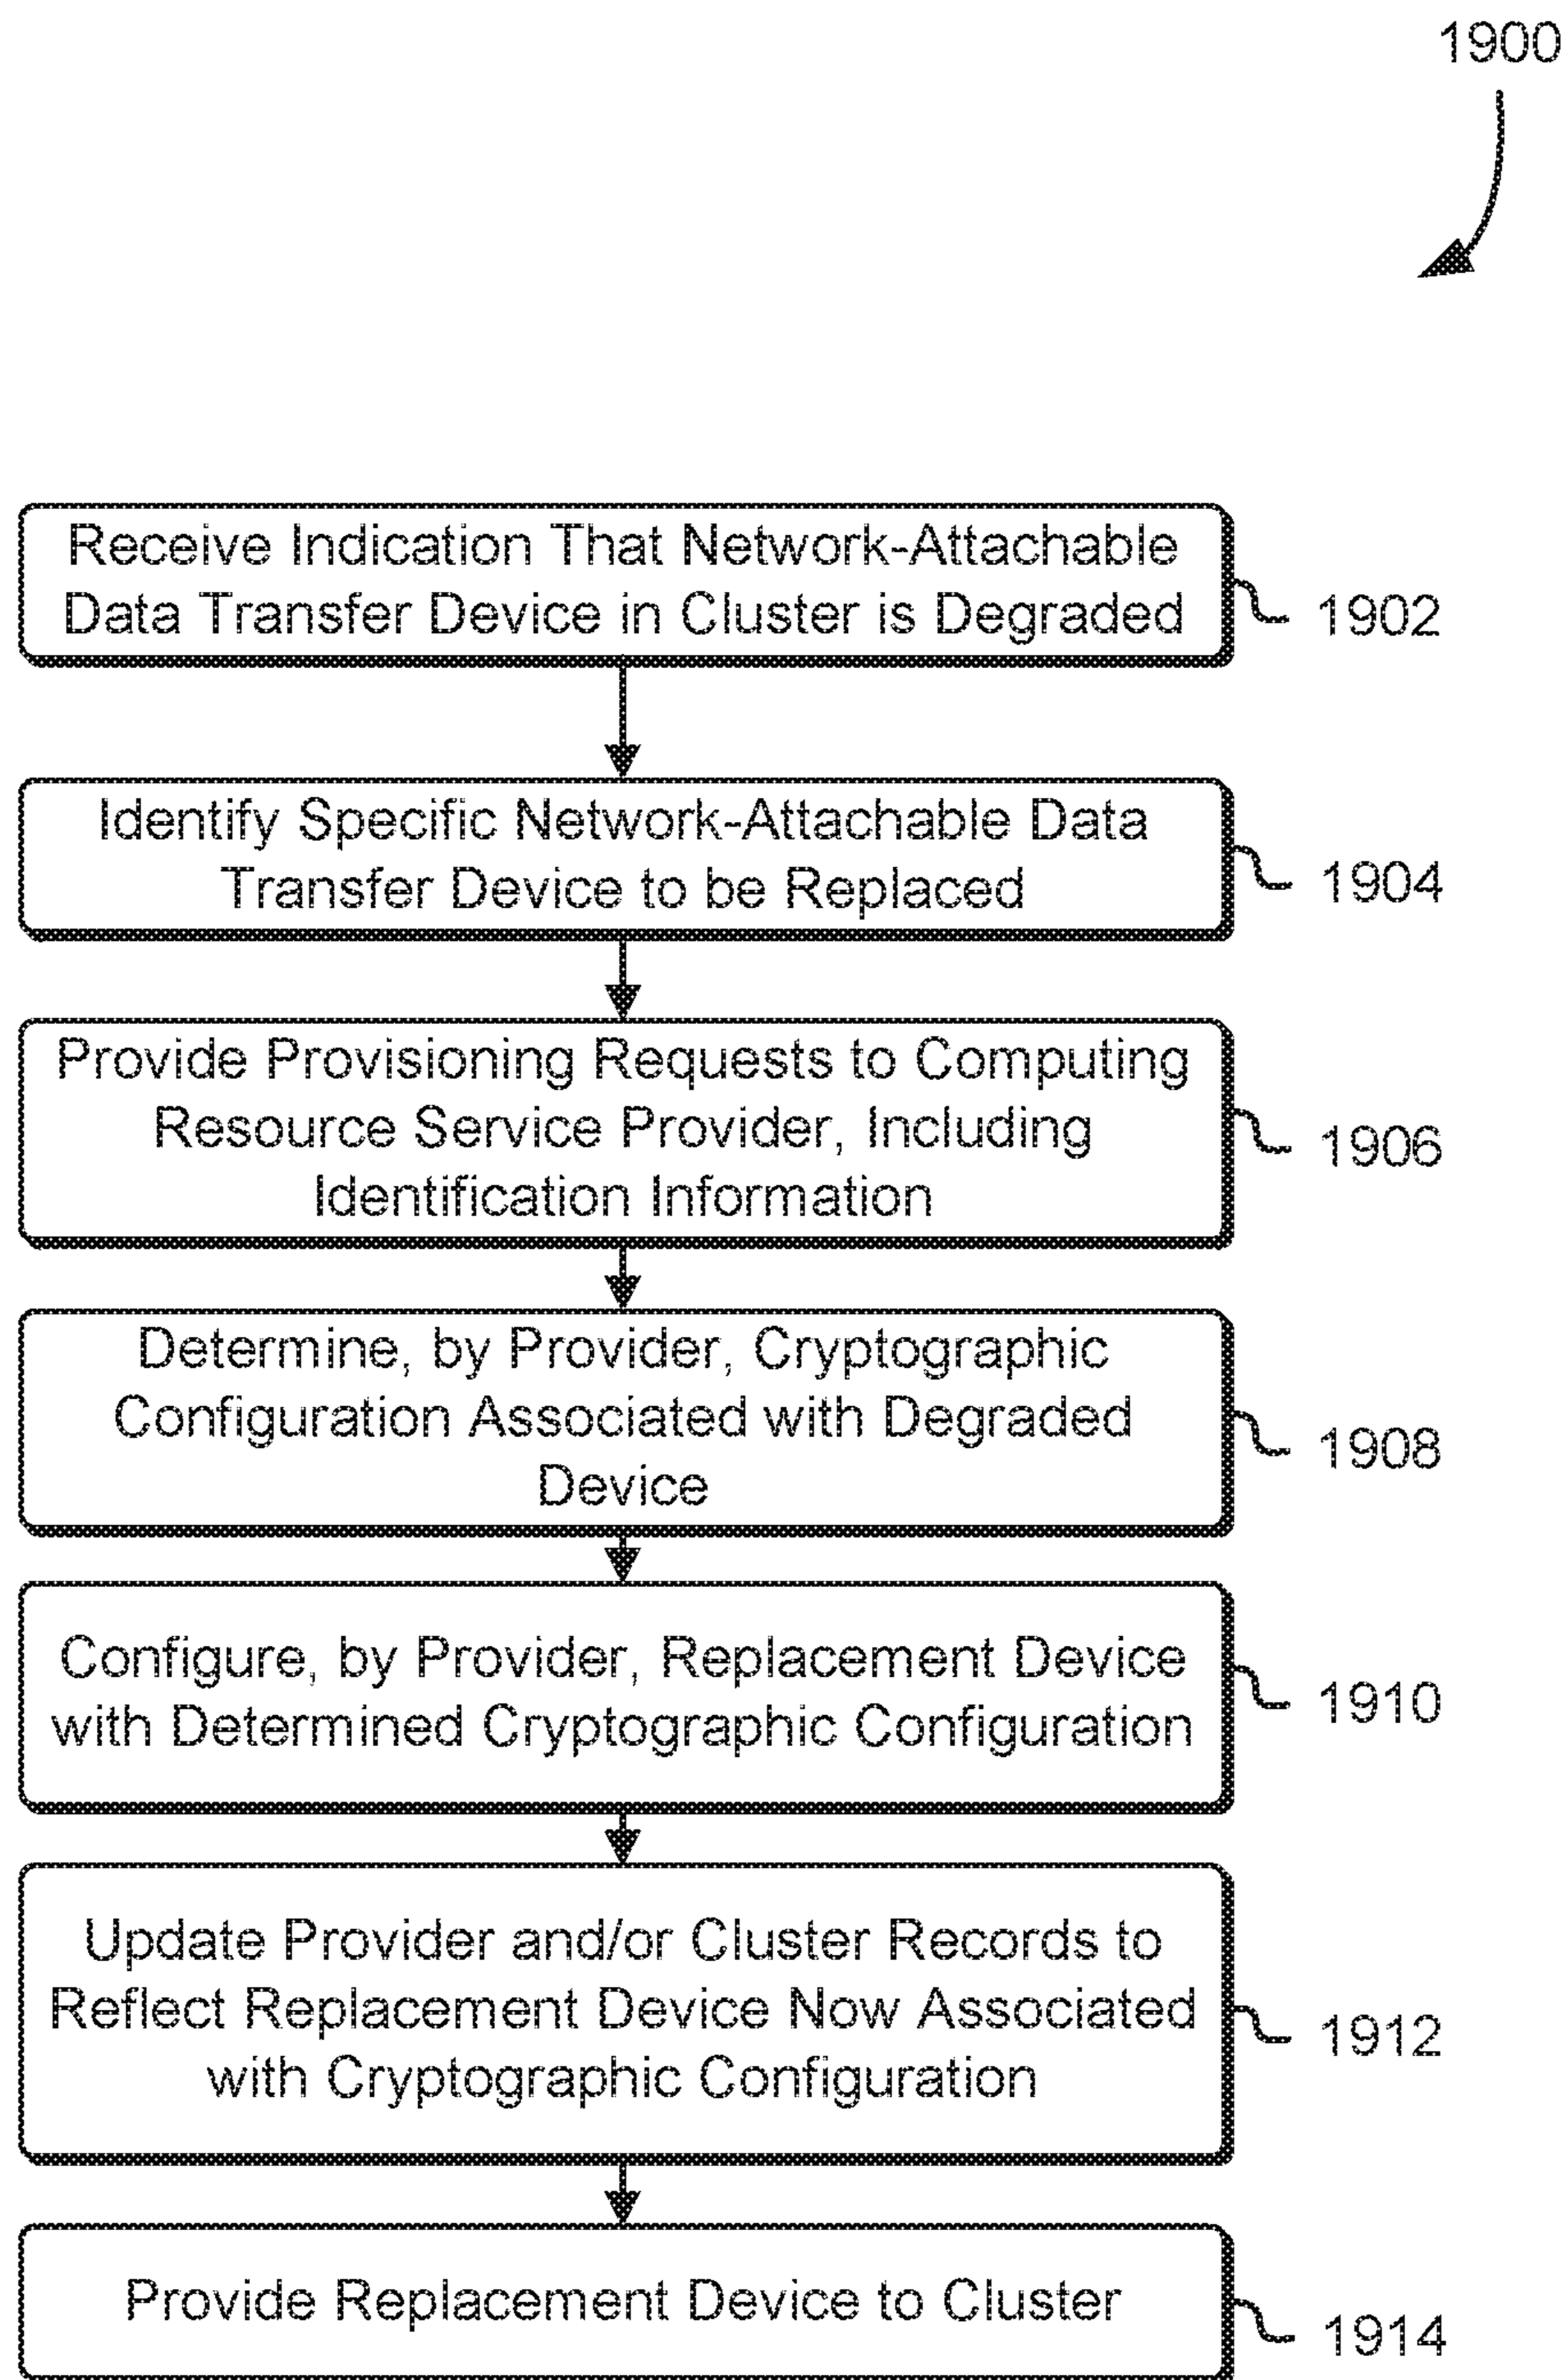 1900
Receive Indication That Network-Attachable
Data Transfer Device in Cluster is Degraded
1902
Identify Specific Network-Attachable Data
Transfer Device to be Replaced
1904
Provide Provisioning Requests to Computing
Resource Service Provider, Including
Identification Information
1906
Determine, by Provider, Cryptographic
Configuration Associated with Degraded
Device
1908
Configure, by Provider, Replacement Device
with Determined Cryptographic Configuration
1910
Update Provider and/or Cluster Records to
Reflect Replacement Device Now Associated
with Cryptographic Configuration
1912
Provide Replacement Device to Cluster
1914